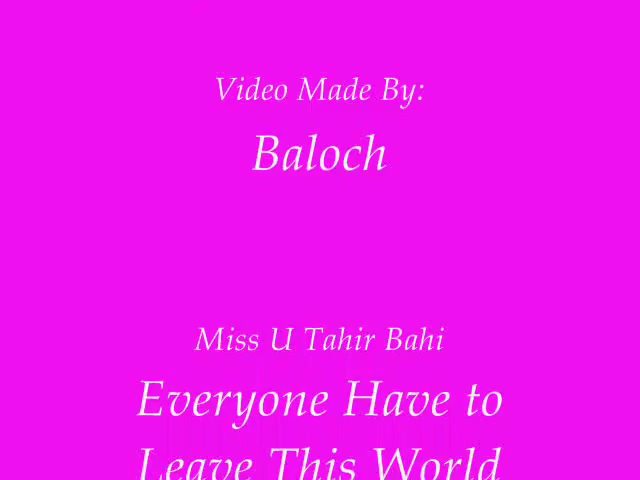 Video Made By:
Baloch
Miss U Tahir Bahi
Everyone Have to
Leave This World